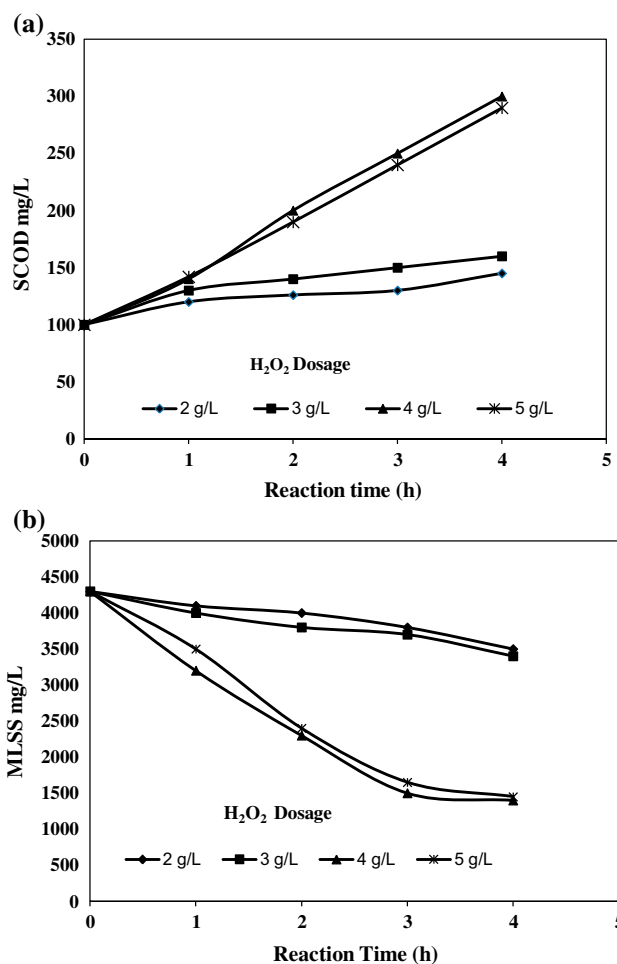 (a)
350
300
250
200
150
100
50
0
SCOD mg/L
H₂O₂ Dosage
2 g/L 3 g/L 4 g/L 5 g/L
0 1 2 3 4 5
Reaction time (h)
(b)
5000
4500
4000
3500
3000
2500
2000
1500
1000
500
0
MLSS mg/L
H₂O₂ Dosage
2 g/L 3 g/L 4 g/L 5 g/L
0 1 2 3 4 5
Reaction Time (h)